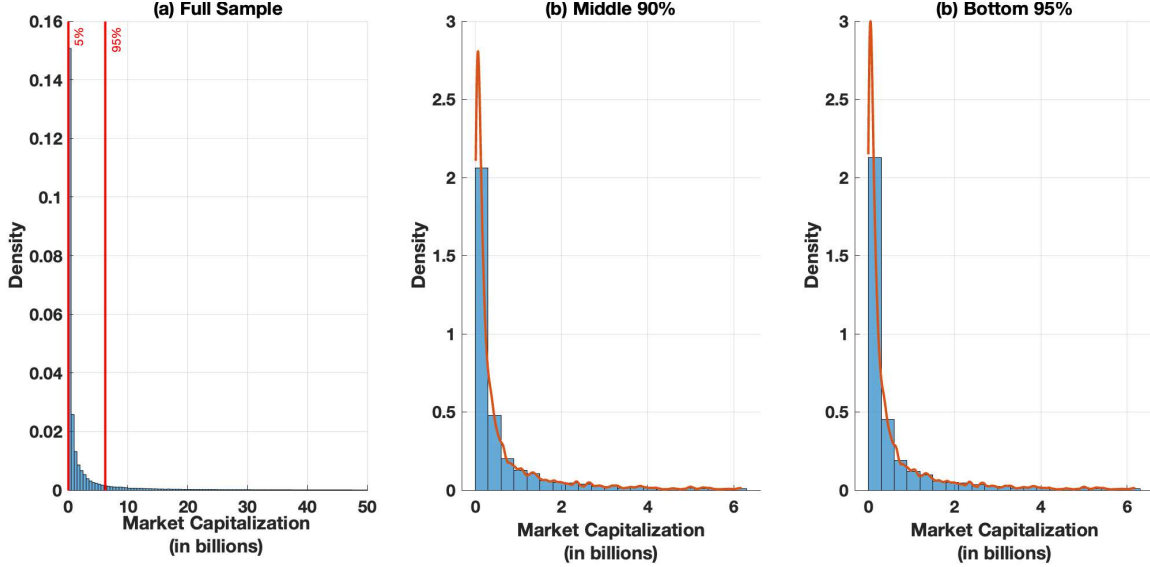 (a) Full Sample
0.16
0.14
0.12
0.1
0.08
0.06
0.04
0.02
0
Density
5%
95%
0 10 20 30 40 50
Market Capitalization
(in billions)
(b) Middle 90%
3
2.5
2
1.5
1
0.5
0
Density
0 2 4 6
Market Capitalization
(in billions)
(b) Bottom 95%
3
2.5
2
1.5
1
0.5
0
Density
0 2 4 6
Market Capitalization
(in billions)